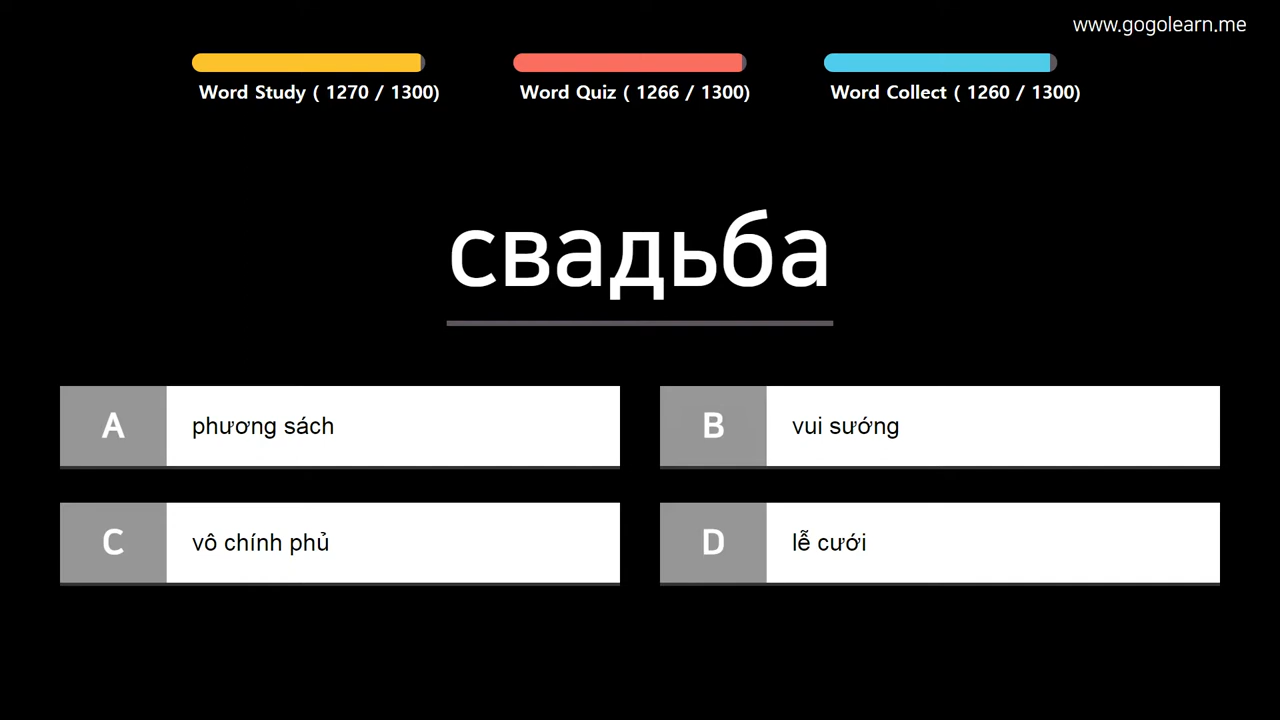 www.gogolearn.me
Word Study ( 1270 / 1300)
Word Quiz ( 1266 / 1300)
Word Collect ( 1260 / 1300)
свадьба
A phương sách
B vui sướng
C vô chính phủ
D lễ cưới